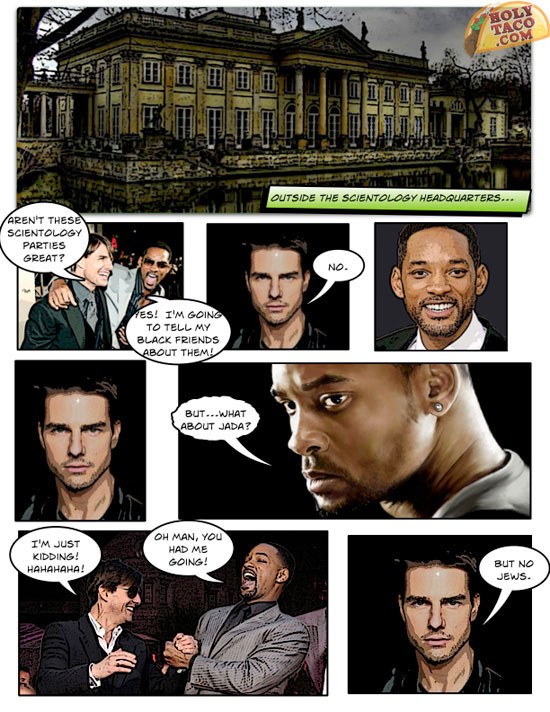 HOLY
TACO
.COM
OUTSIDE THE SCIENTOLOGY HEADQUARTERS...
AREN'T THESE
SCIENTOLOGY
PARTIES
GREAT?
YES! I'M GOING
TO TELL MY
BLACK FRIENDS
ABOUT THEM!
NO.
BUT...WHAT
ABOUT JADA?
I'M JUST
KIDDING!
HAHAHAHA!
OH MAN, YOU
HAD ME
GOING!
BUT NO
JEWS.